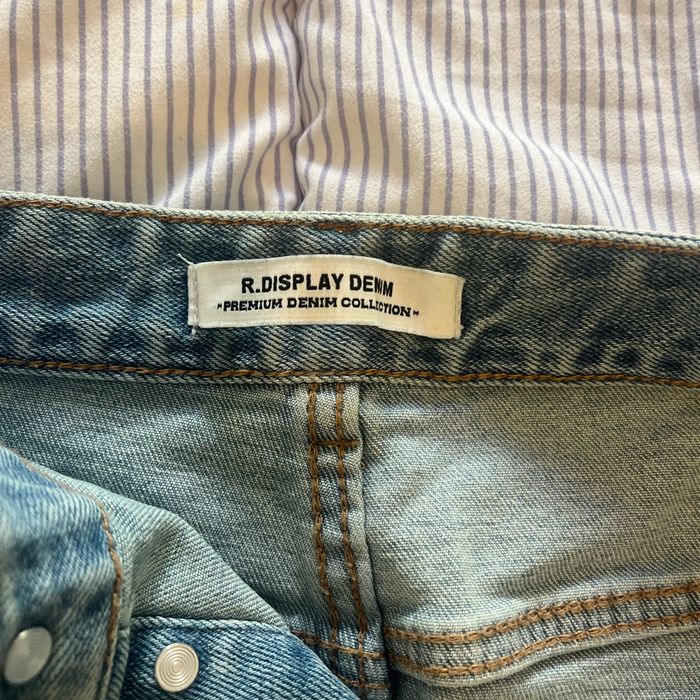 R.DISPLAY DENIM
"PREMIUM DENIM COLLECTION"